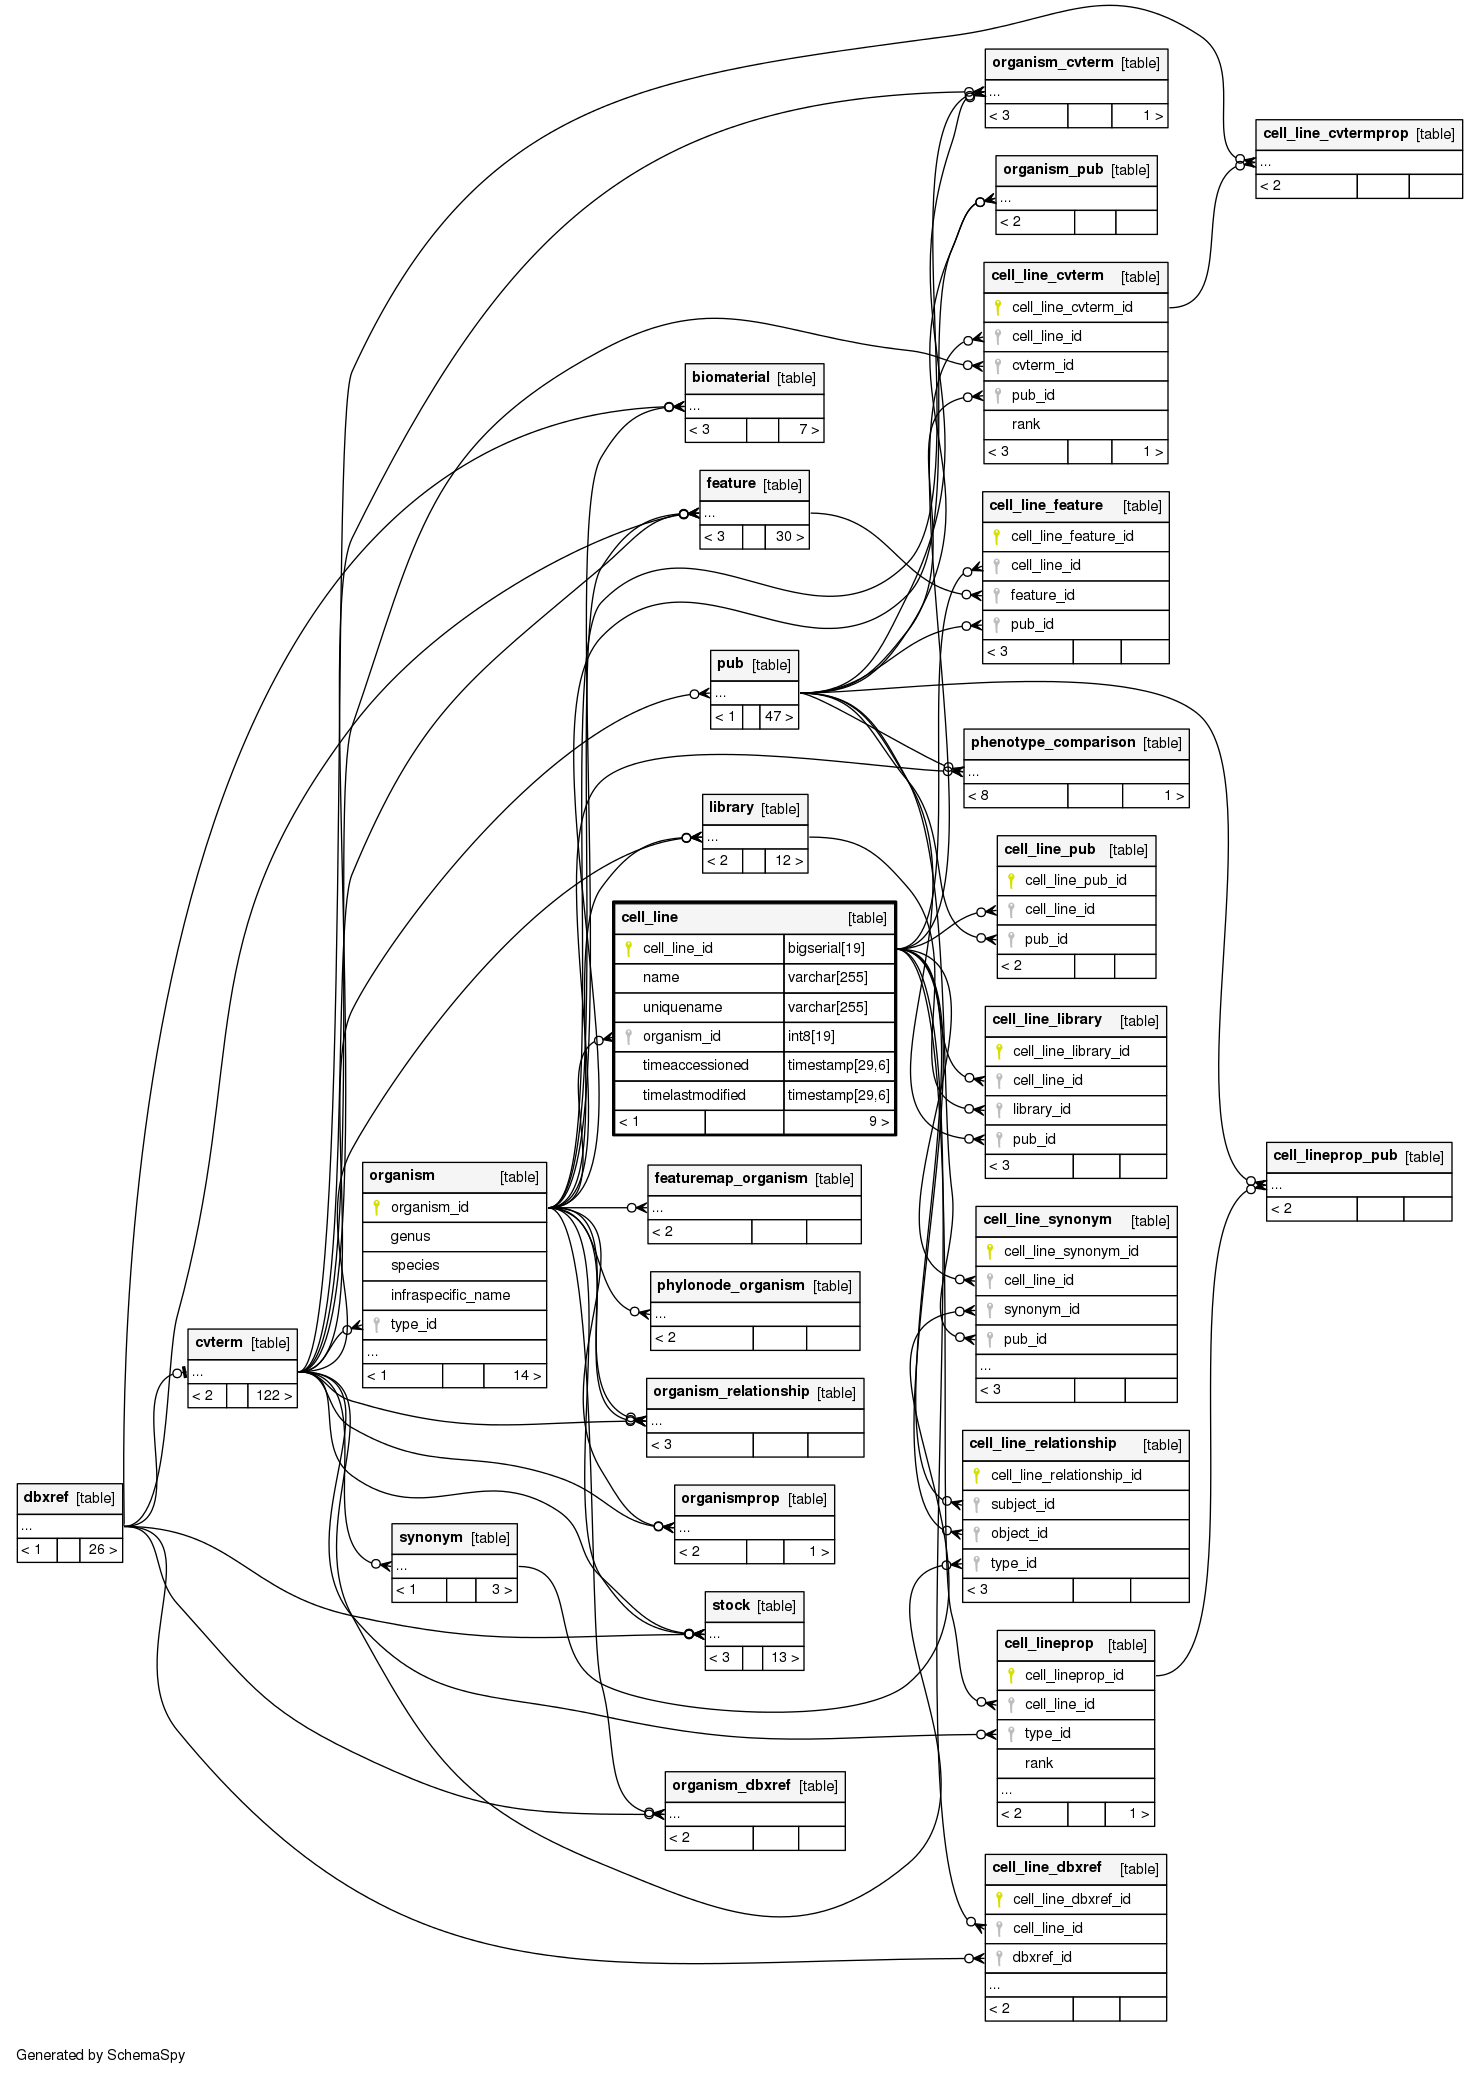 organism_cvterm [table]
...
< 3 1 >
cell_line_cvtermprop [table]
...
< 2
organism_pub [table]
...
< 2
cell_line_cvterm [table]
cell_line_cvterm_id
cell_line_id
cvterm_id
pub_id
rank
< 3 1 >
biomaterial [table]
...
< 3 7 >
feature [table]
...
< 3 30 >
cell_line_feature [table]
cell_line_feature_id
cell_line_id
feature_id
pub_id
< 3
pub [table]
...
< 1 47 >
phenotype_comparison [table]
...
< 8 1 >
library [table]
...
< 2 12 >
cell_line_pub [table]
cell_line_pub_id
cell_line_id
pub_id
< 2
cell_line [table]
cell_line_id bigserial[19]
name varchar[255]
uniquename varchar[255]
organism_id int8[19]
timeaccessioned timestamp[29,6]
timelastmodified timestamp[29,6]
< 1 9 >
cell_line_library [table]
cell_line_library_id
cell_line_id
library_id
pub_id
< 3
cell_lineprop_pub [table]
...
< 2
organism [table]
organism_id
genus
species
infraspecific_name
type_id
...
< 1 14 >
featuremap_organism [table]
...
< 2
cell_line_synonym [table]
cell_line_synonym_id
cell_line_id
synonym_id
pub_id
...
< 3
phylonode_organism [table]
...
< 2
cvterm [table]
...
< 2 122 >
organism_relationship [table]
...
< 3
cell_line_relationship [table]
cell_line_relationship_id
subject_id
object_id
type_id
< 3
dbxref [table]
...
< 1 26 >
organismprop [table]
...
< 2 1 >
synonym [table]
...
< 1 3 >
stock [table]
...
< 3 13 >
cell_lineprop [table]
cell_lineprop_id
cell_line_id
type_id
rank
...
< 2 1 >
organism_dbxref [table]
...
< 2
cell_line_dbxref [table]
cell_line_dbxref_id
cell_line_id
dbxref_id
...
< 2
Generated by SchemaSpy